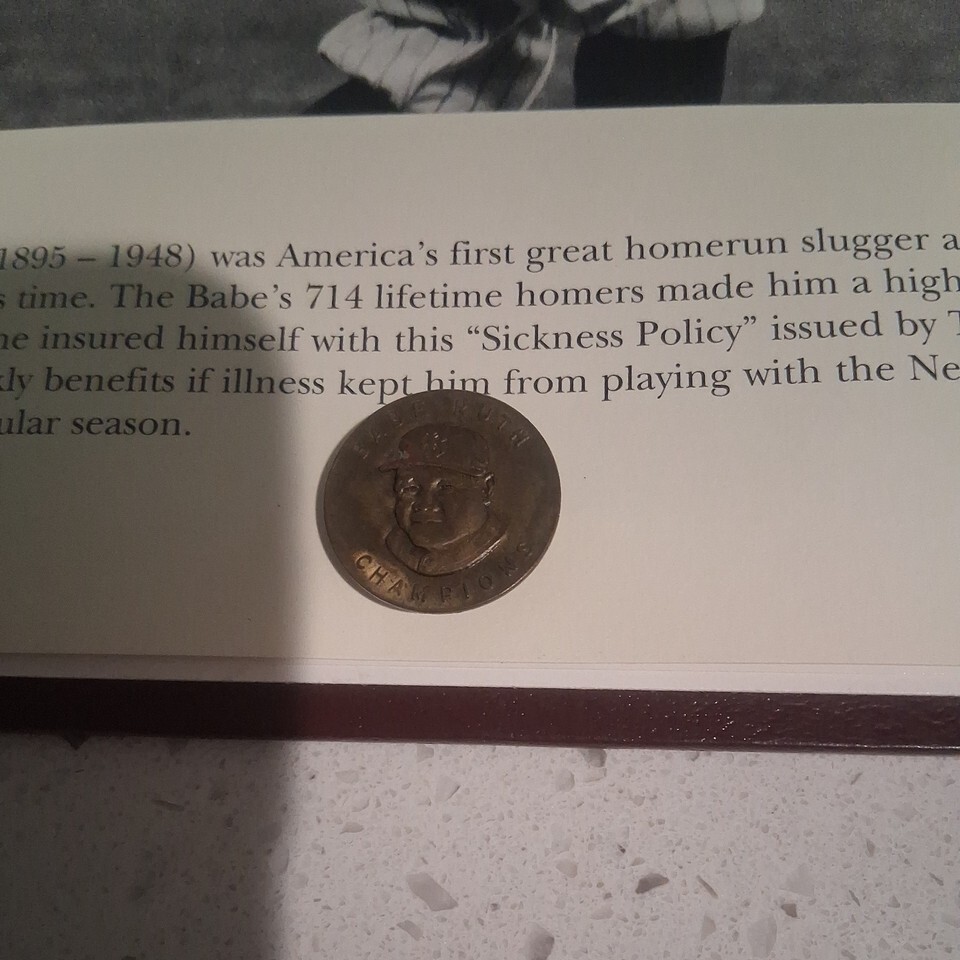 1895 – 1948) was America's first great homerun slugger a
s time. The Babe's 714 lifetime homers made him a high
he insured himself with this “Sickness Policy” issued by T
kly benefits if illness kept him from playing with the Ne
ular season.
BABE RUTH
CHAMPIONS